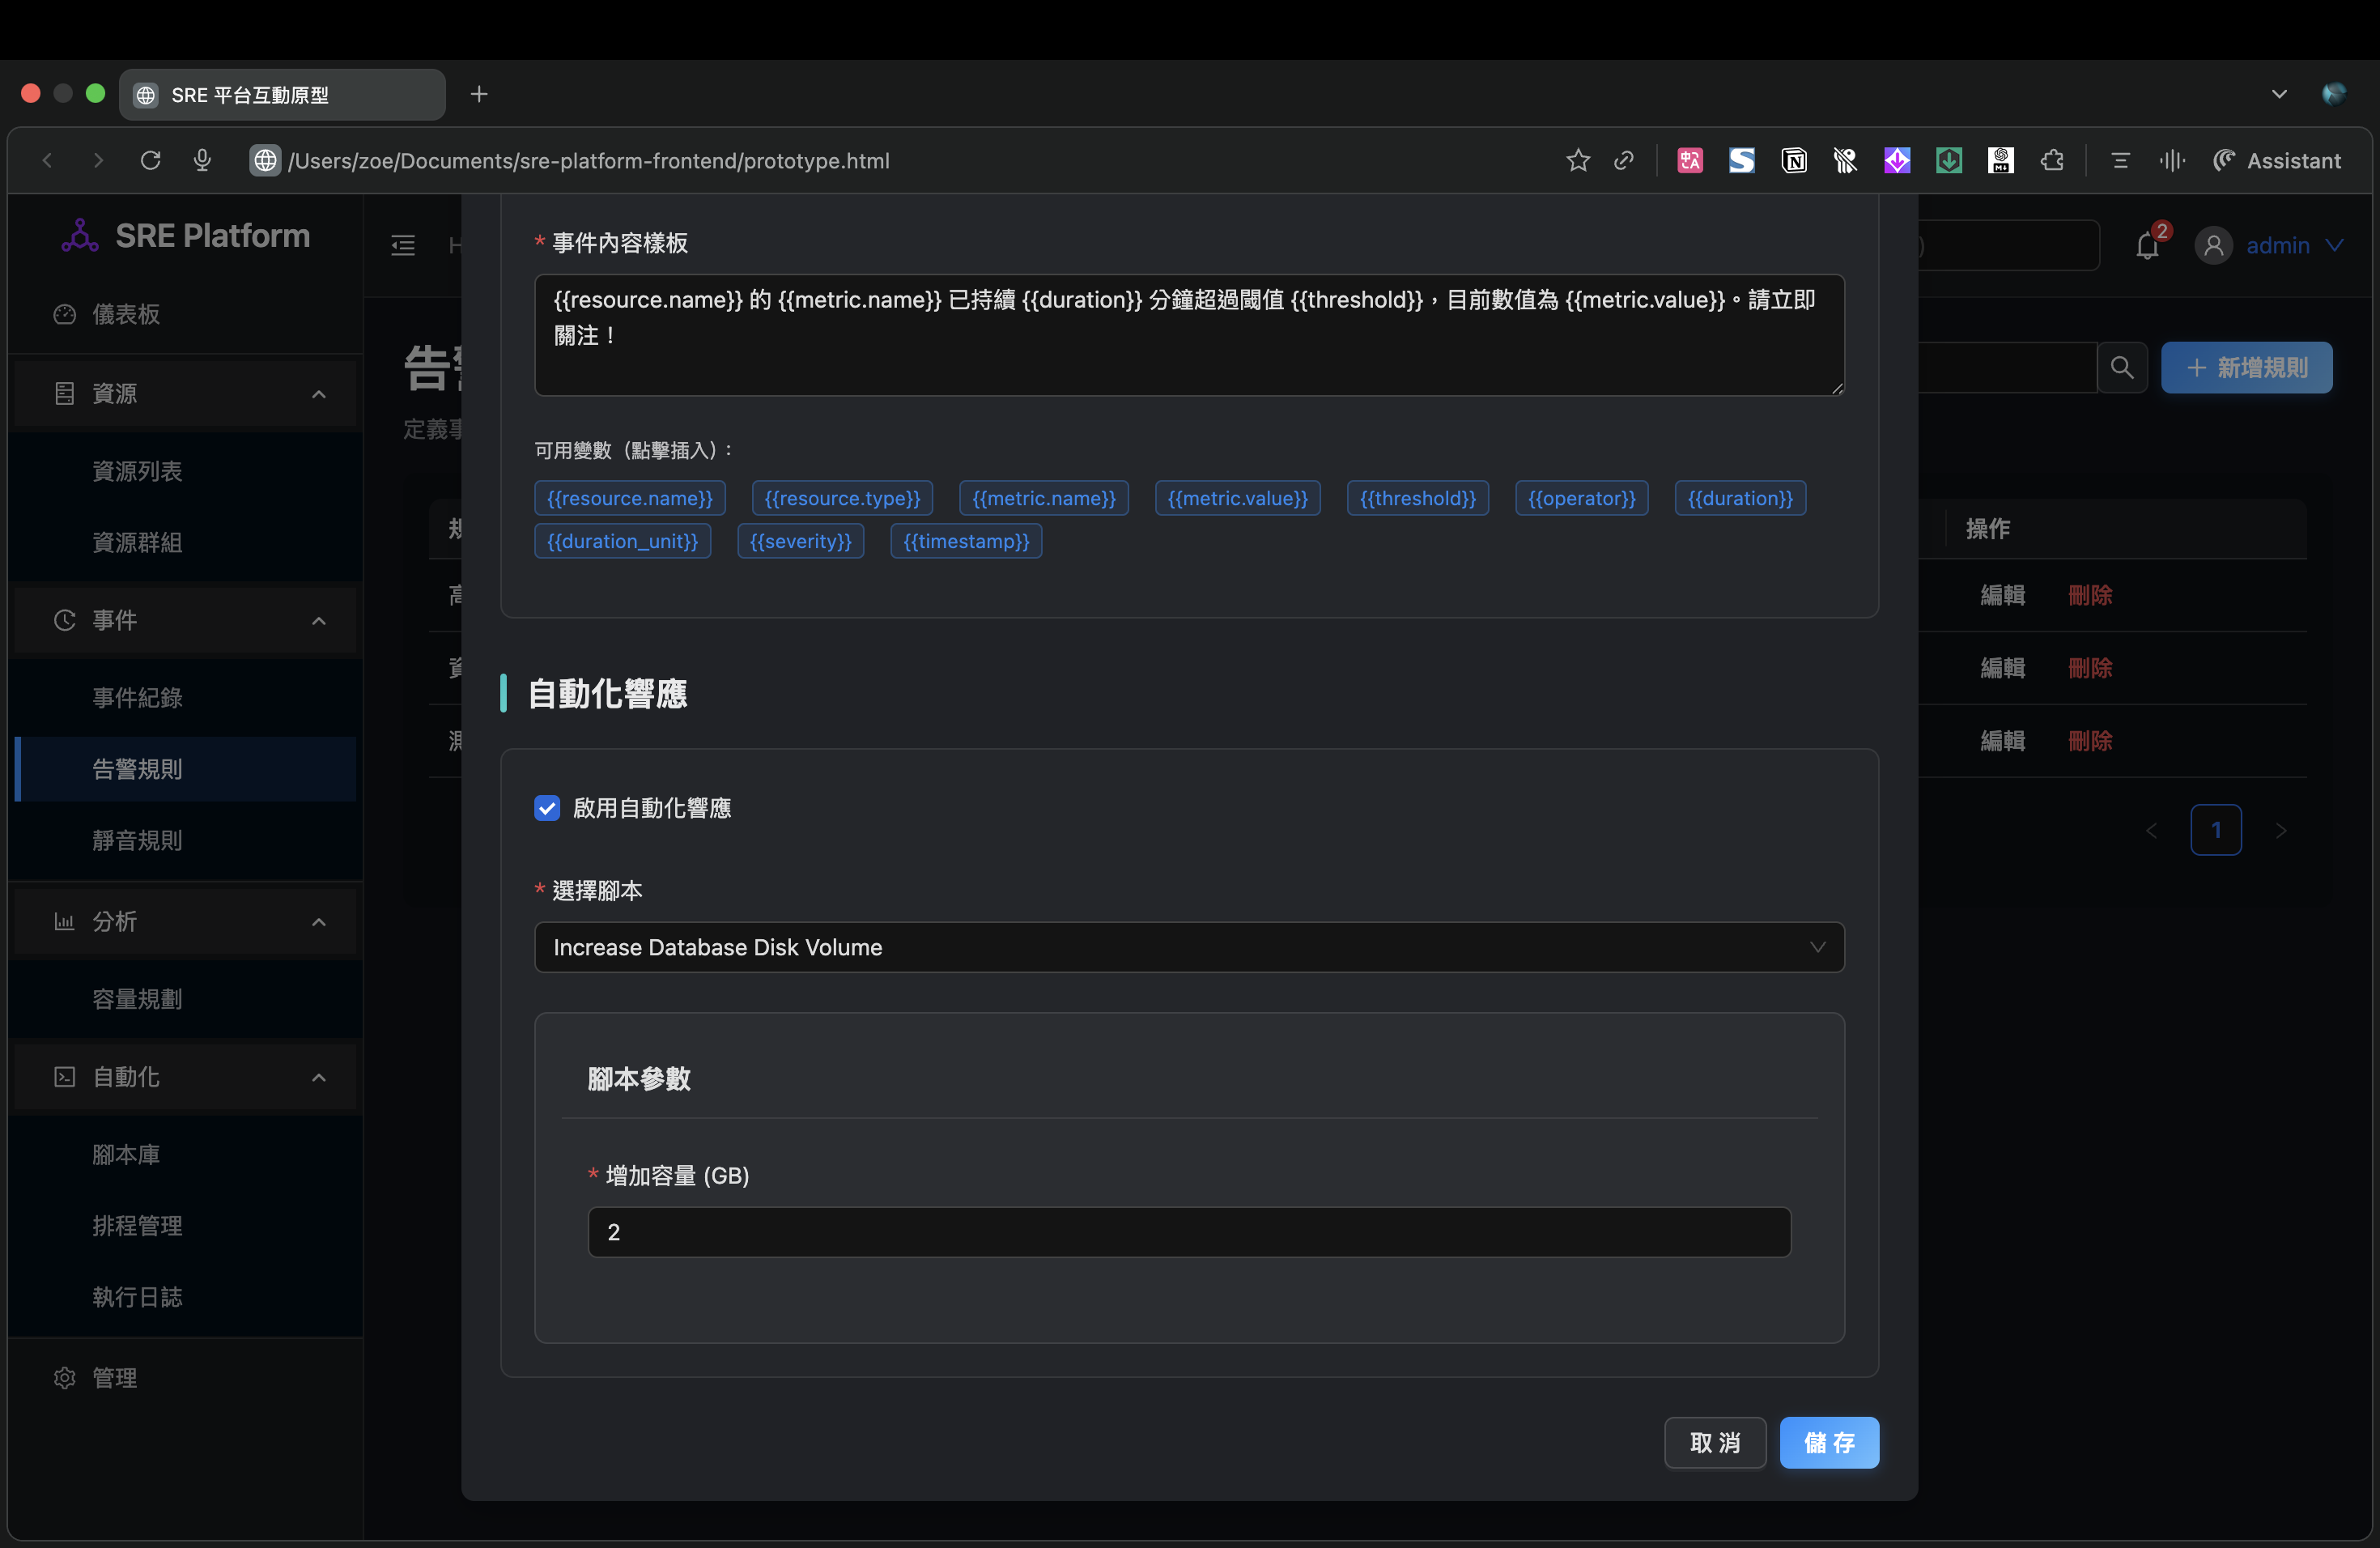 SRE 平台互動原型
/Users/zoe/Documents/sre-platform-frontend/prototype.html
Assistant
SRE Platform
儀表板
資源
資源列表
資源群組
事件
事件紀錄
告警規則
靜音規則
分析
容量規劃
自動化
腳本庫
排程管理
執行日誌
管理
2
admin
新增規則
告
定義
操作
編輯 刪除
編輯 刪除
編輯 刪除
1
* 事件內容樣板
{{resource.name}} 的 {{metric.name}} 已持續 {{duration}} 分鐘超過閾值 {{threshold}}，目前數值為 {{metric.value}}。請立即
關注！
可用變數（點擊插入）：
{{resource.name}} {{resource.type}} {{metric.name}} {{metric.value}} {{threshold}} {{operator}} {{duration}}
{{duration_unit}} {{severity}} {{timestamp}}
自動化響應
啟用自動化響應
* 選擇腳本
Increase Database Disk Volume
腳本參數
* 增加容量 (GB)
2
取 消
儲 存